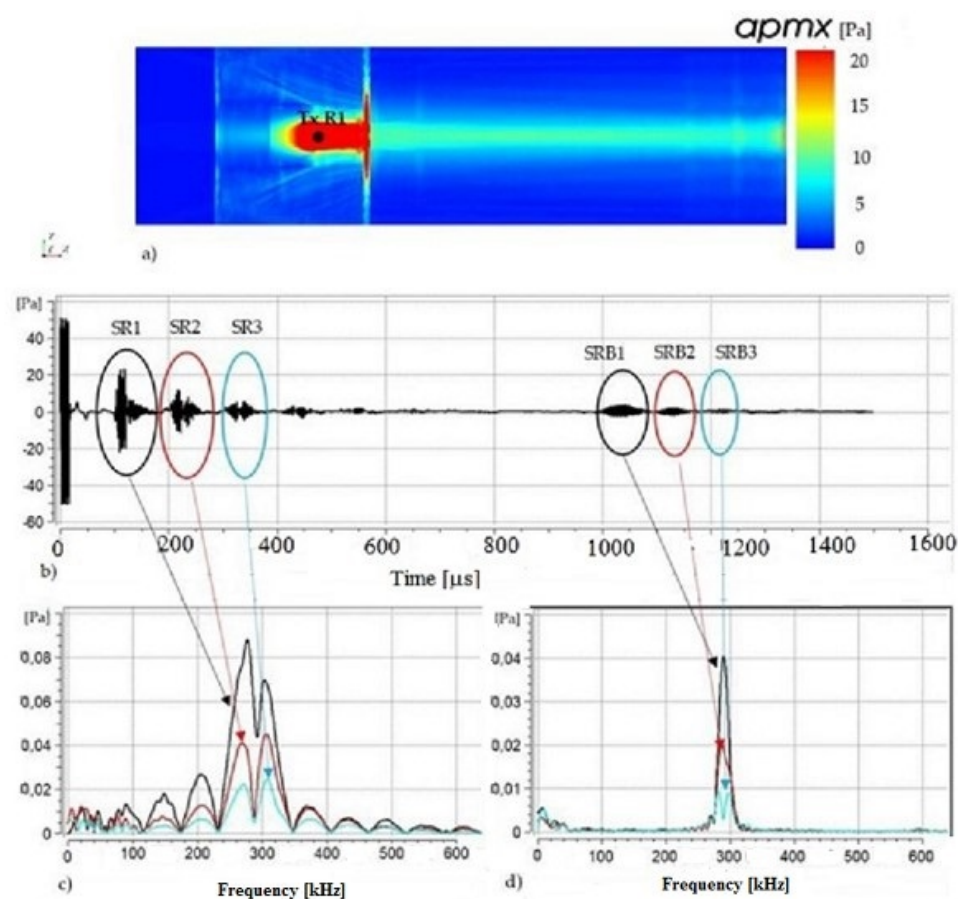 apmx [Pa]
20
15
10
5
0
Tx R1
a)
[Pa]
SR1 SR2 SR3 SRB1 SRB2 SRB3
40
20
0
-20
-40
-60
0 200 400 600 800 1000 1200 1400 1600
b)
Time [μs]
[Pa]
0,08
0,06
0,04
0,02
0
0 100 200 300 400 500 600
c)
Frequency [kHz]
[Pa]
0,04
0,03
0,02
0,01
0
0 100 200 300 400 500 600
d)
Frequency [kHz]